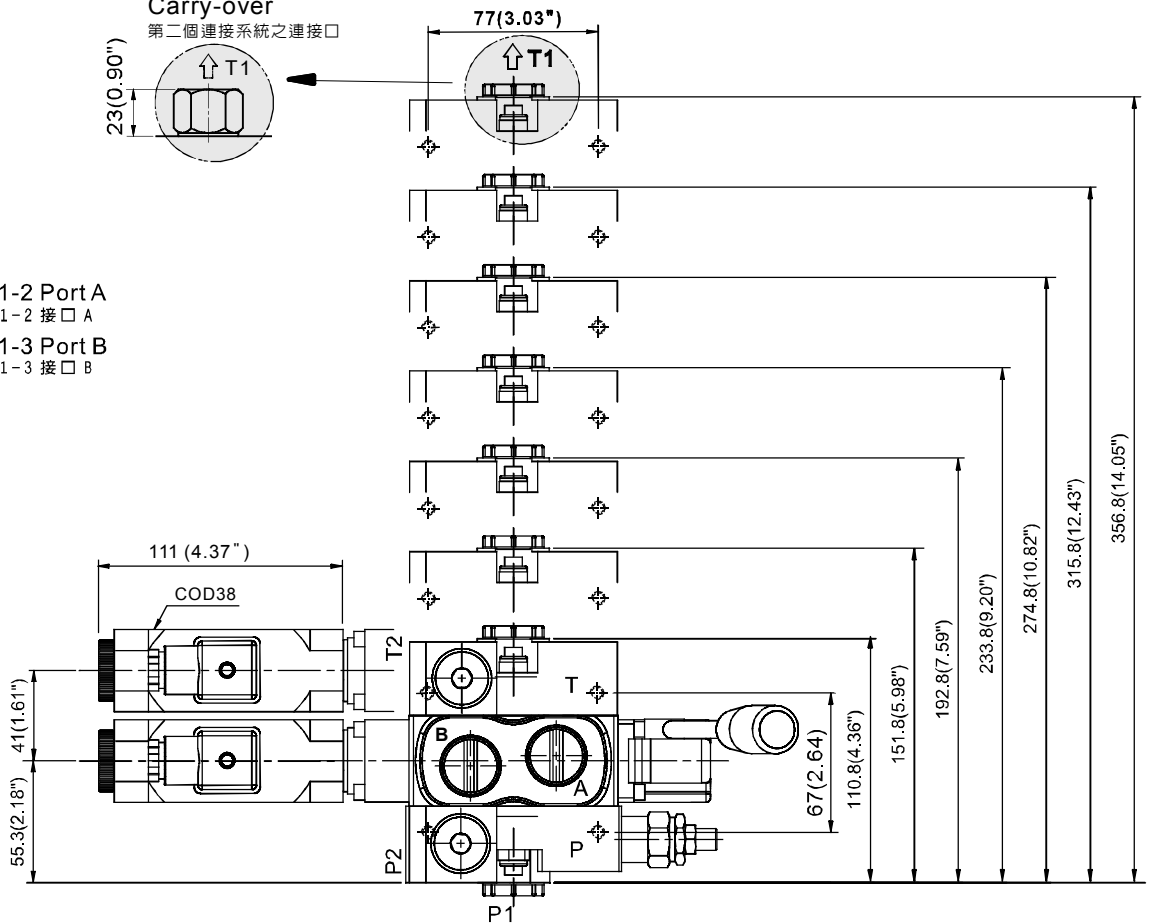 Carry-over
第二個連接系統之連接口
T1
23(0.90")
77(3.03")
T1
1-2 Port A
1-2 接口 A
1-3 Port B
1-3 接口 B
111 (4.37")
COD38
T2
T
B
A
P2
P
P1
41(1.61")
55.3(2.18")
67(2.64)
110.8(4.36")
151.8(5.98")
192.8(7.59")
233.8(9.20")
274.8(10.82")
315.8(12.43")
356.8(14.05")